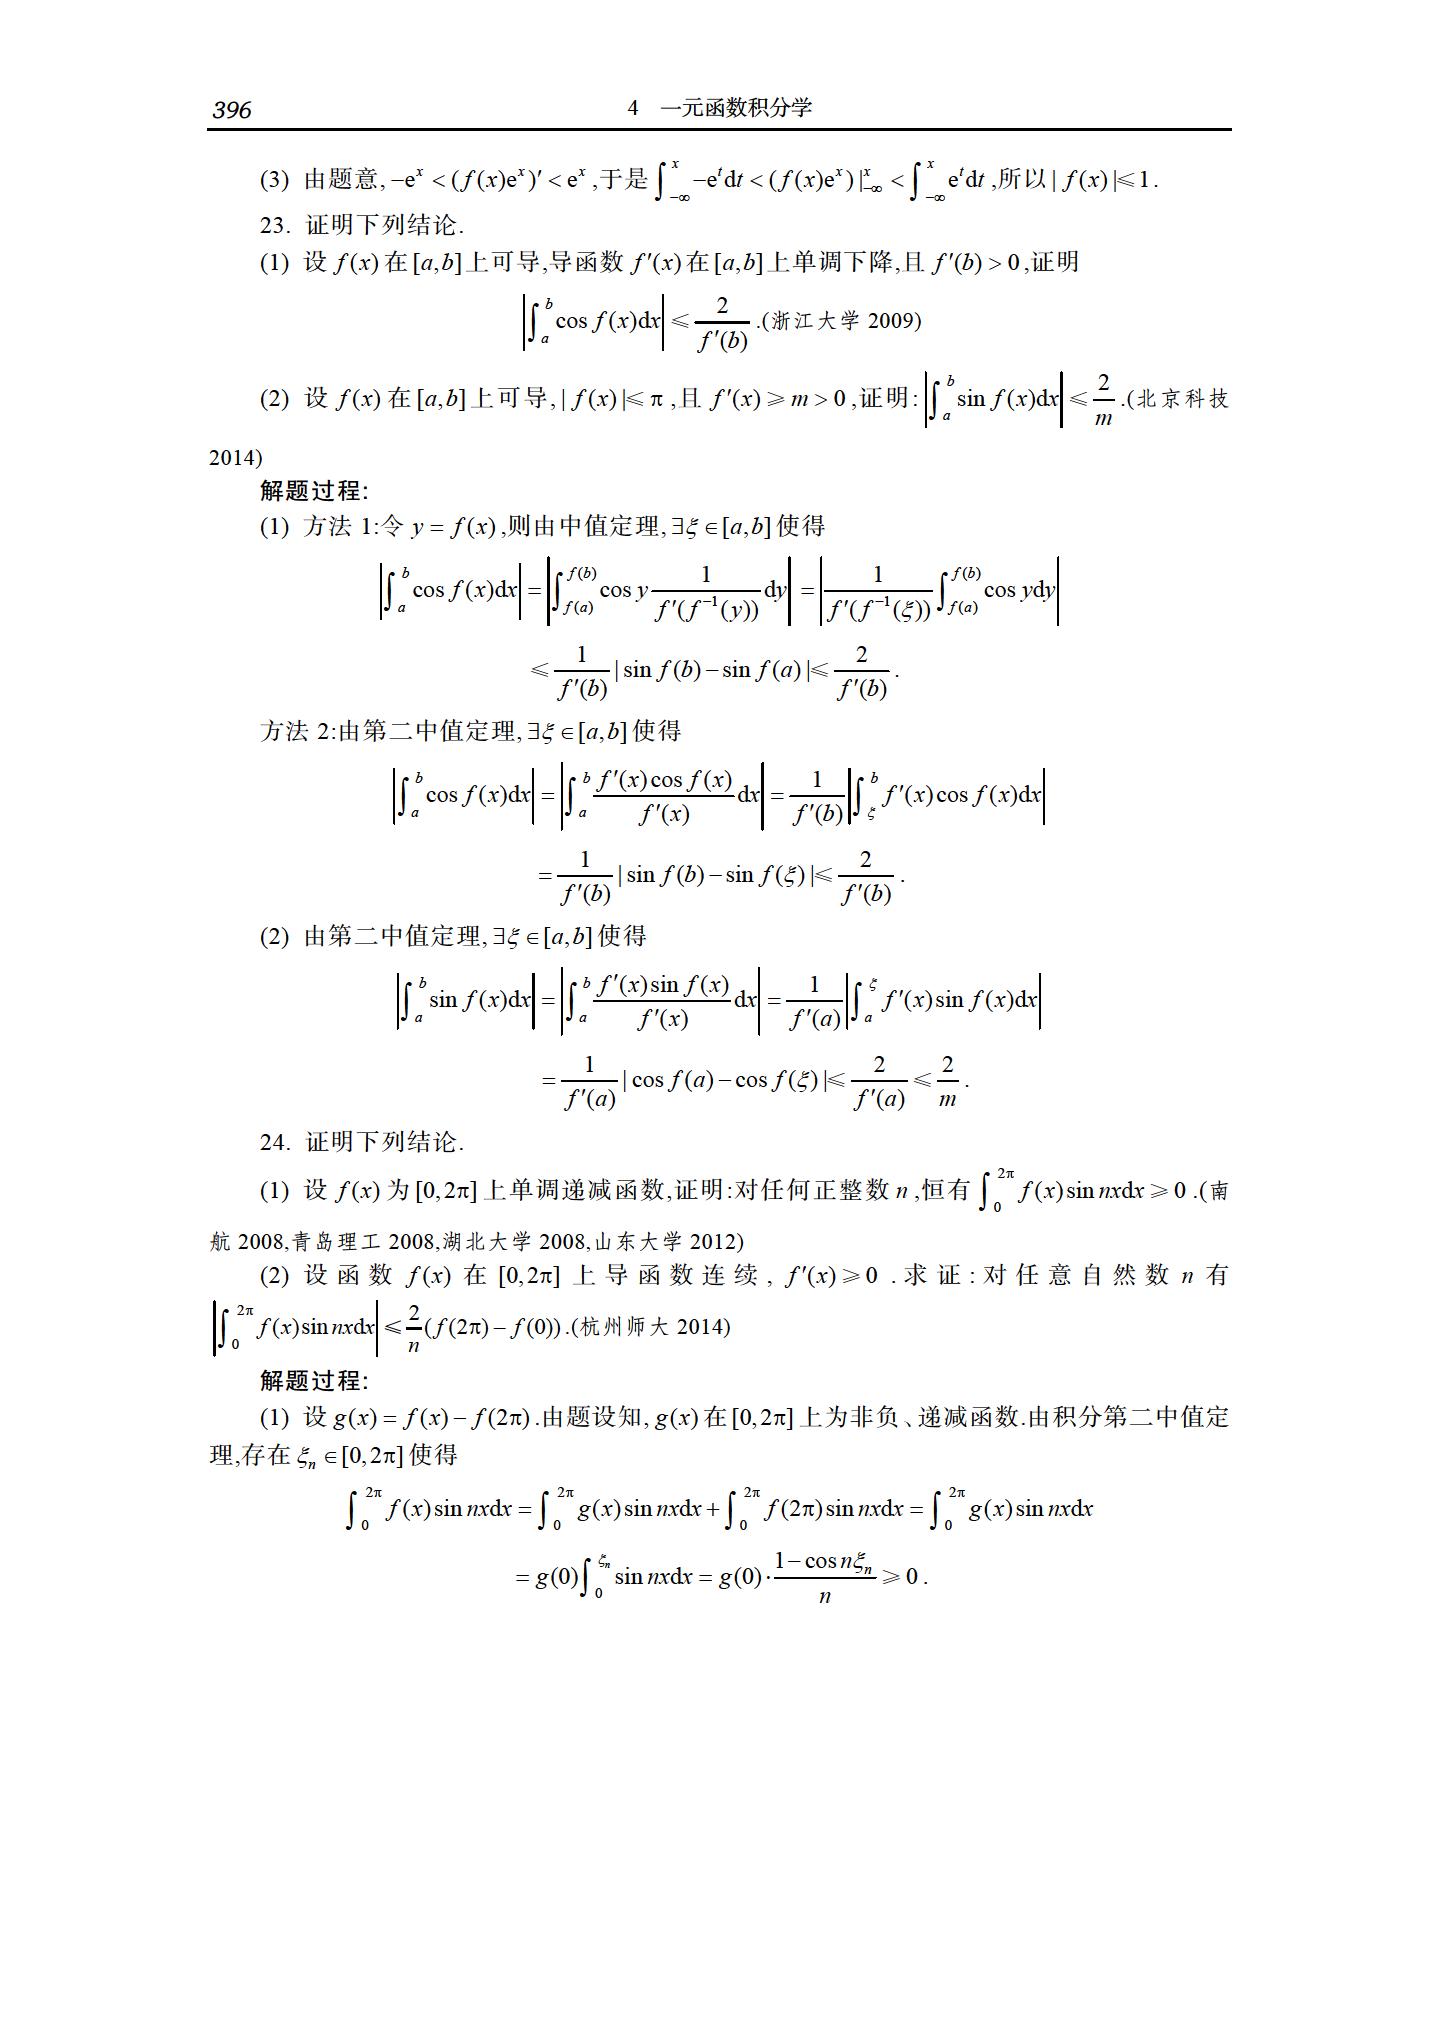 396 4 一元函数积分学
(3) 由题意, $-e^x < (f(x)e^x)' < e^x$ ,于是 $\int_{-\infty}^{x} -e^t dt < (f(x)e^x)|_{-\infty}^{x} < \int_{-\infty}^{x} e^t dt$ ,所以 $|f(x)| \leqslant 1$ .
23. 证明下列结论.
(1) 设 $f(x)$ 在 $[a,b]$ 上可导,导函数 $f'(x)$ 在 $[a,b]$ 上单调下降,且 $f'(b) > 0$ ,证明
$\left|\int_a^b \cos f(x)dx\right| \leqslant \frac{2}{f'(b)}$ .(浙江大学 2009)
(2) 设 $f(x)$ 在 $[a,b]$ 上可导, $|f(x)| \leqslant \pi$ ,且 $f'(x) \geqslant m > 0$ ,证明: $\left|\int_a^b \sin f(x)dx\right| \leqslant \frac{2}{m}$ .(北京科技
2014)
解题过程:
(1) 方法 1:令 $y = f(x)$ ,则由中值定理, $\exists \xi \in [a,b]$ 使得
$\left|\int_a^b \cos f(x)dx\right| = \left|\int_{f(a)}^{f(b)} \cos y \frac{1}{f'(f^{-1}(y))} dy\right| = \left|\frac{1}{f'(f^{-1}(\xi))} \int_{f(a)}^{f(b)} \cos y dy\right|$
$\leqslant \frac{1}{f'(b)} |\sin f(b) - \sin f(a)| \leqslant \frac{2}{f'(b)}$ .
方法 2:由第二中值定理, $\exists \xi \in [a,b]$ 使得
$\left|\int_a^b \cos f(x)dx\right| = \left|\int_a^b \frac{f'(x)\cos f(x)}{f'(x)} dx\right| = \frac{1}{f'(b)} \left|\int_\xi^b f'(x)\cos f(x)dx\right|$
$= \frac{1}{f'(b)} |\sin f(b) - \sin f(\xi)| \leqslant \frac{2}{f'(b)}$ .
(2) 由第二中值定理, $\exists \xi \in [a,b]$ 使得
$\left|\int_a^b \sin f(x)dx\right| = \left|\int_a^b \frac{f'(x)\sin f(x)}{f'(x)} dx\right| = \frac{1}{f'(a)} \left|\int_a^\xi f'(x)\sin f(x)dx\right|$
$= \frac{1}{f'(a)} |\cos f(a) - \cos f(\xi)| \leqslant \frac{2}{f'(a)} \leqslant \frac{2}{m}$ .
24. 证明下列结论.
(1) 设 $f(x)$ 为 $[0,2\pi]$ 上单调递减函数,证明:对任何正整数 $n$ ,恒有 $\int_0^{2\pi} f(x)\sin nxdx \geqslant 0$ .(南
航 2008,青岛理工 2008,湖北大学 2008,山东大学 2012)
(2) 设函数 $f(x)$ 在 $[0,2\pi]$ 上导函数连续, $f'(x) \geqslant 0$ .求证:对任意自然数 $n$ 有
$\left|\int_0^{2\pi} f(x)\sin nxdx\right| \leqslant \frac{2}{n}(f(2\pi) - f(0))$ .(杭州师大 2014)
解题过程:
(1) 设 $g(x) = f(x) - f(2\pi)$ .由题设知, $g(x)$ 在 $[0,2\pi]$ 上为非负、递减函数.由积分第二中值定
理,存在 $\xi_n \in [0,2\pi]$ 使得
$\int_0^{2\pi} f(x)\sin nxdx = \int_0^{2\pi} g(x)\sin nxdx + \int_0^{2\pi} f(2\pi)\sin nxdx = \int_0^{2\pi} g(x)\sin nxdx$
$= g(0)\int_0^{\xi_n} \sin nxdx = g(0) \cdot \frac{1 - \cos n\xi_n}{n} \geqslant 0$ .